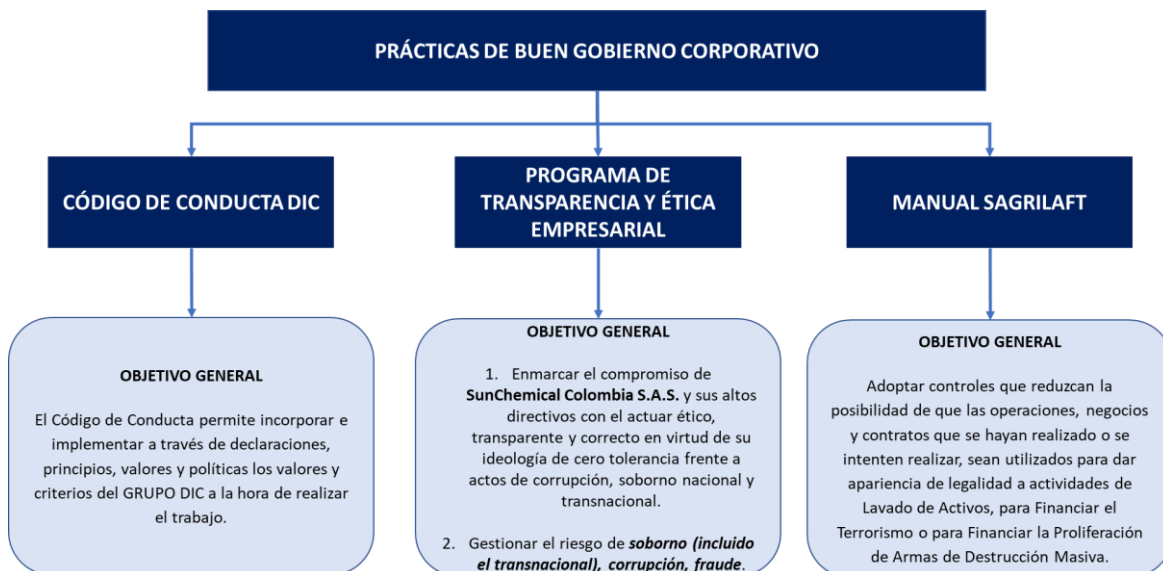 PRÁCTICAS DE BUEN GOBIERNO CORPORATIVO
CÓDIGO DE CONDUCTA DIC
PROGRAMA DE
TRANSPARENCIA Y ÉTICA
EMPRESARIAL
MANUAL SAGRILAFT
OBJETIVO GENERAL
El Código de Conducta permite incorporar e
implementar a través de declaraciones,
principios, valores y políticas los valores y
criterios del GRUPO DIC a la hora de realizar
el trabajo.
OBJETIVO GENERAL
1. Enmarcar el compromiso de
SunChemical Colombia S.A.S. y sus altos
directivos con el actuar ético,
transparente y correcto en virtud de su
ideología de cero tolerancia frente a
actos de corrupción, soborno nacional y
transnacional.
2. Gestionar el riesgo de soborno (incluido
el transnacional), corrupción, fraude.
OBJETIVO GENERAL
Adoptar controles que reduzcan la
posibilidad de que las operaciones, negocios
y contratos que se hayan realizado o se
intenten realizar, sean utilizados para dar
apariencia de legalidad a actividades de
Lavado de Activos, para Financiar el
Terrorismo o para Financiar la Proliferación
de Armas de Destrucción Masiva.